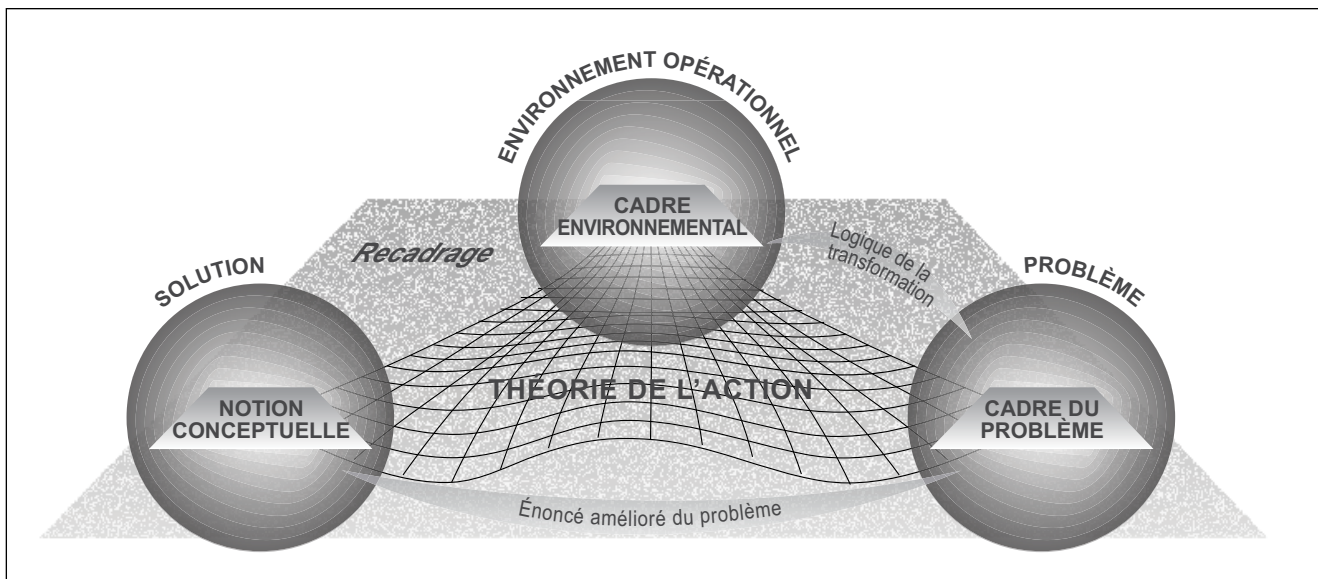 ENVIRONNEMENT OPÉRATIONNEL
CADRE
ENVIRONNEMENTAL
Recadrage
Logique de la
transformation
SOLUTION
PROBLÈME
THÉORIE DE L'ACTION
NOTION
CONCEPTUELLE
CADRE DU
PROBLÈME
Énoncé amélioré du problème